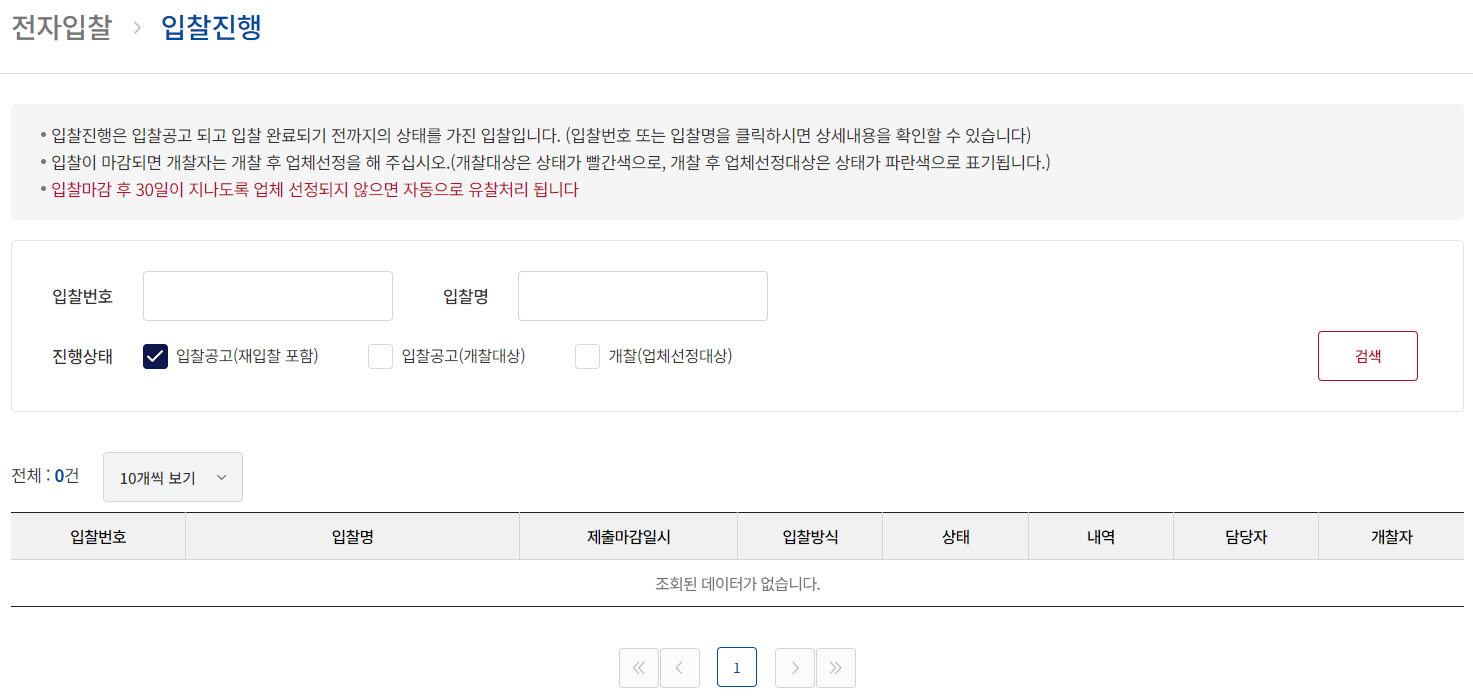 전자입찰 > 입찰진행
• 입찰진행은 입찰공고 되고 입찰 완료되기 전까지의 상태를 가진 입찰입니다. (입찰번호 또는 입찰명을 클릭하시면 상세내용을 확인할 수 있습니다)
• 입찰이 마감되면 개찰자는 개찰 후 업체선정을 해 주십시오.(개찰대상은 상태가 빨간색으로, 개찰 후 업체선정대상은 상태가 파란색으로 표기됩니다.)
• 입찰마감 후 30일이 지나도록 업체 선정되지 않으면 자동으로 유찰처리 됩니다
입찰번호 입찰명
진행상태 입찰공고(재입찰 포함) 입찰공고(개찰대상) 개찰(업체선정대상) 검색
전체 : 0건 10개씩 보기
입찰번호 입찰명 제출마감일시 입찰방식 상태 내역 담당자 개찰자
조회된 데이터가 없습니다.
1